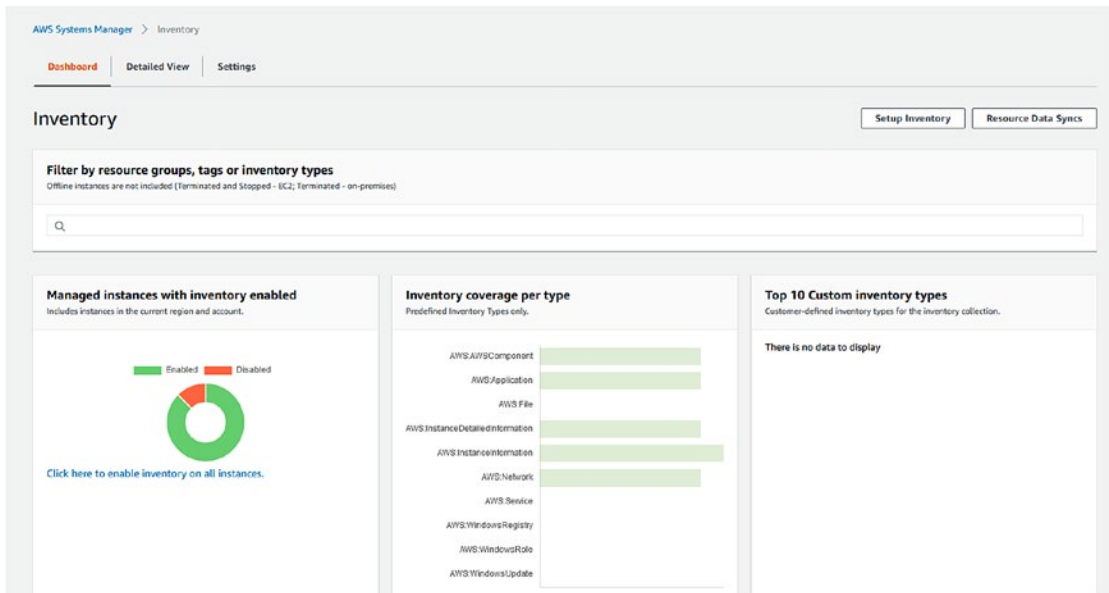 AWS Systems Manager > Inventory
Dashboard Detailed View Settings
Inventory
Setup Inventory Resource Data Syncs
Filter by resource groups, tags or inventory types
Offline instances are not included (Terminated and Stopped - EC2; Terminated - on-premises)
Managed instances with inventory enabled
Includes instances in the current region and account.
Enabled Disabled
Click here to enable inventory on all instances.
Inventory coverage per type
Predefined Inventory Types only.
AWS:AWSComponent
AWS:Application
AWS:File
AWS:InstanceDetailedInformation
AWS:InstanceInformation
AWS:Network
AWS:Service
AWS:WindowsRegistry
AWS:WindowsRole
AWS:WindowsUpdate
Top 10 Custom inventory types
Customer-defined inventory types for the inventory collection.
There is no data to display